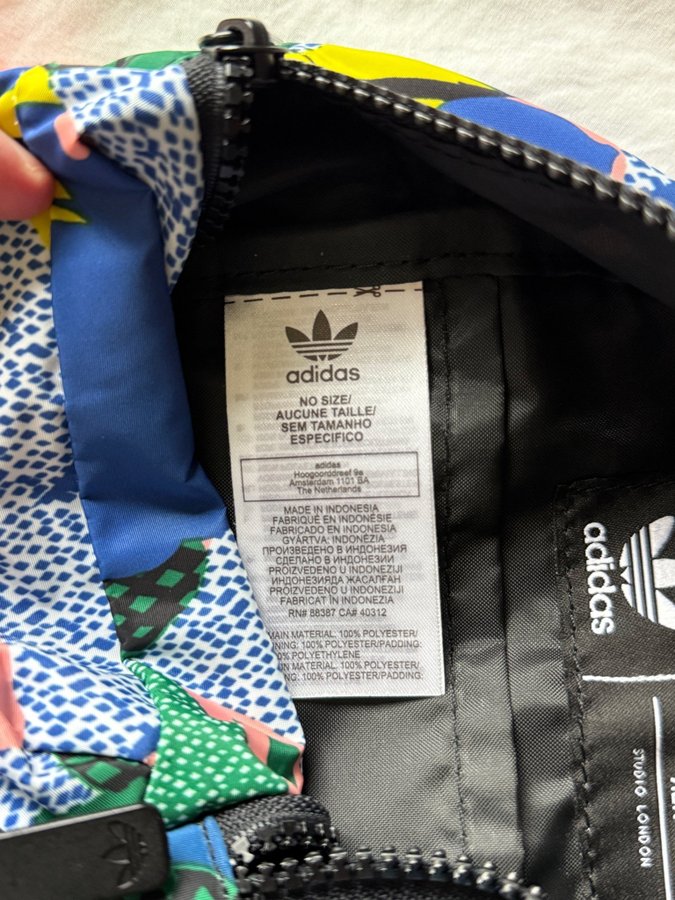 adidas
NO SIZE/
AUCUNE TAILLE/
SEM TAMANHO
ESPECIFICO
adidas
Hoogoorddreef 9a
Amsterdam 1101 BA
The Netherlands
MADE IN INDONESIA
FABRIQUÉ EN INDONÉSIE
FABRICADO EN INDONESIA
GYÁRTVA: INDONÉZIA
ПРОИЗВЕДЕНО В ИНДОНЕЗИЯ
СДЕЛАНО В ИНДОНЕЗИИ
PROIZVEDENO U INDONEZIJI
ИНДОНЕЗИЯДА ЖАСАЛҒАН
PROIZVEDENO U INDONEZIJI
FABRICAT ÎN INDONEZIA
RN# 88387 CA# 40312
MAIN MATERIAL: 100% POLYESTER/
NING: 100% POLYESTER/PADDING:
0% POLYETHYLENE
MAIN MATERIAL: 100% POLYESTER/
NG: 100% POLYESTER/PADDING:
adidas
STUDIO LONDON